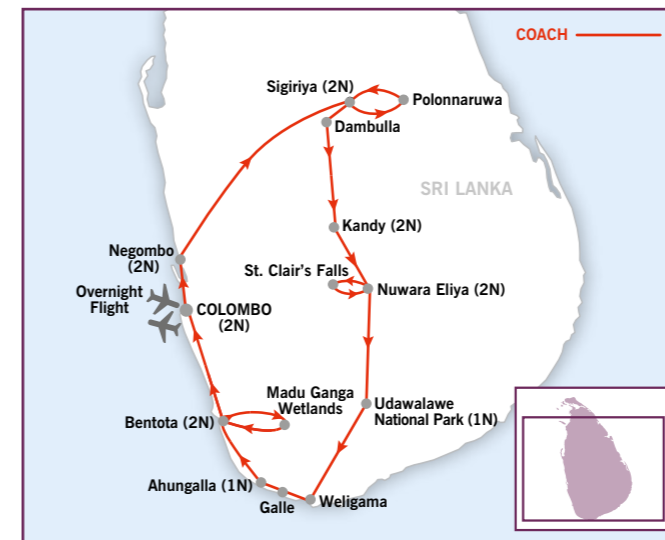 COACH
Sigiriya (2N)
Polonnaruwa
Dambulla
SRI LANKA
Kandy (2N)
Negombo
(2N)
St. Clair's Falls
Nuwara Eliya (2N)
Overnight
Flight
COLOMBO
(2N)
Madu Ganga
Wetlands
Udawalawe
National Park (1N)
Bentota (2N)
Ahungalla (1N)
Galle
Weligama